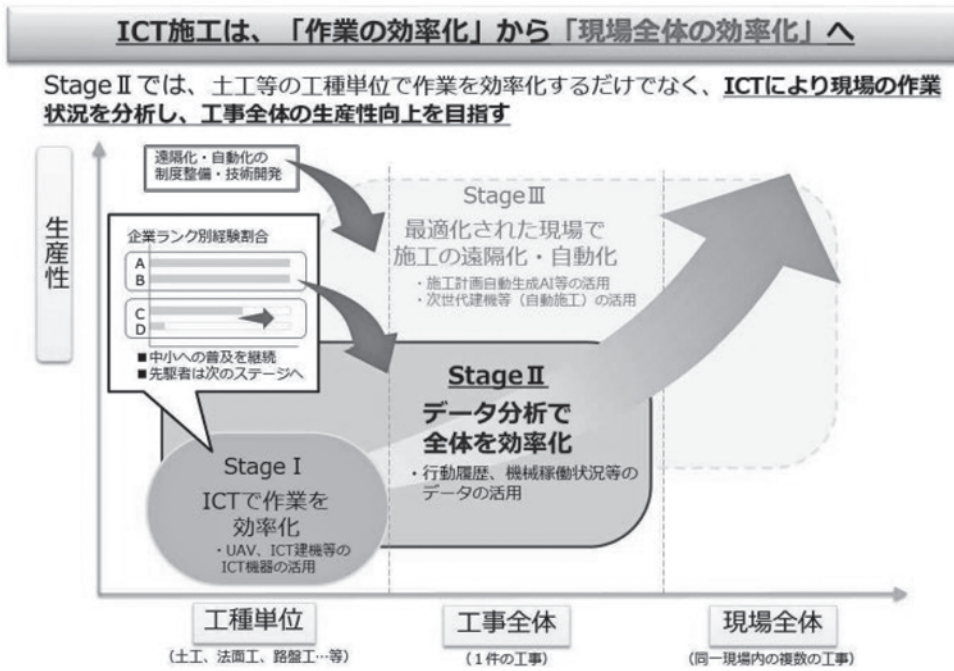 ICT施工は、「作業の効率化」から「現場全体の効率化」へ
StageⅡでは、土工等の工種単位で作業を効率化するだけでなく、ICTにより現場の作業
状況を分析し、工事全体の生産性向上を目指す
生産性
遠隔化・自動化の
制度整備・技術開発
企業ランク別経験割合
A
B
C
D
■中小への普及を継続
■先駆者は次のステージへ
StageⅢ
最適化された現場で
施工の遠隔化・自動化
・施工計画自動生成AI等の活用
・次世代建機等（自動施工）の活用
StageⅡ
データ分析で
全体を効率化
・行動履歴、機械稼働状況等の
データの活用
StageⅠ
ICTで作業を
効率化
・UAV、ICT建機等の
ICT機器の活用
工種単位
（土工、法面工、路盤工…等）
工事全体
（１件の工事）
現場全体
（同一現場内の複数の工事）